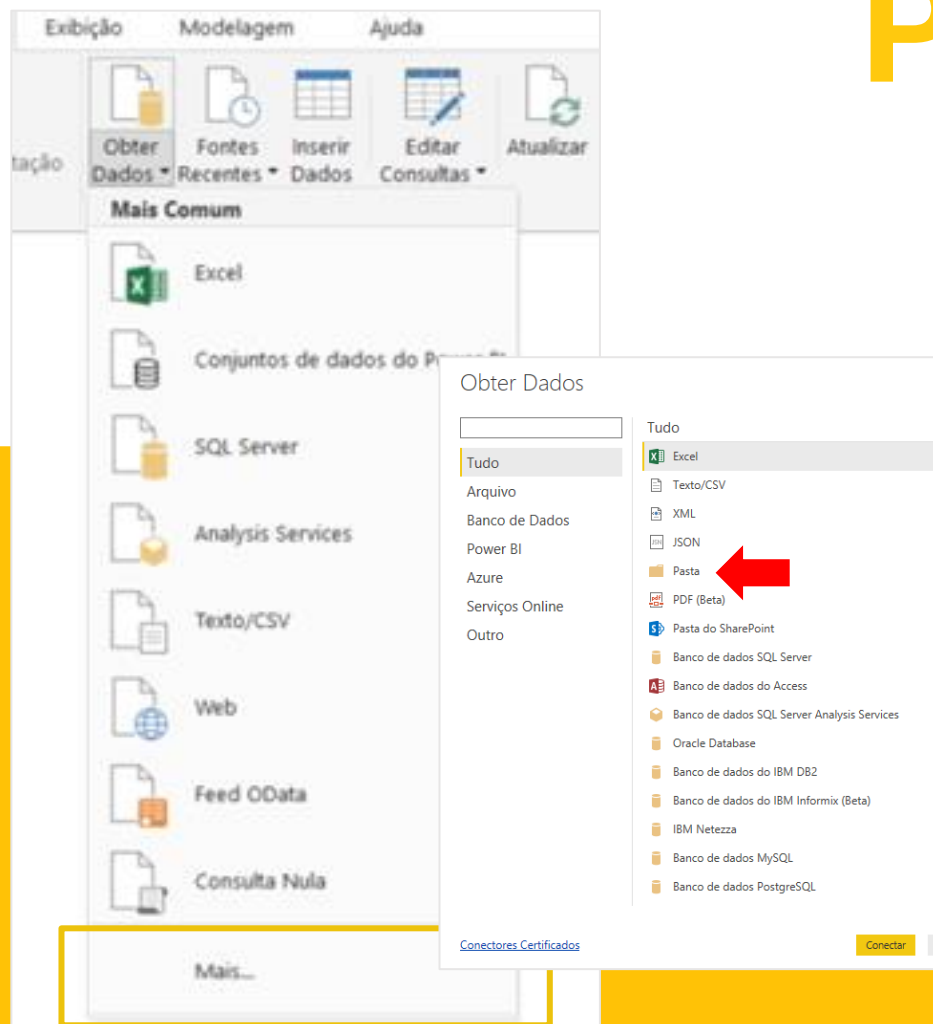 P
Exibição Modelagem Ajuda
tação
Obter Dados
Fontes Recentes
Inserir Dados
Editar Consultas
Atualizar
Mais Comum
Excel
Conjuntos de dados do
SQL Server
Analysis Services
Texto/CSV
Web
Feed OData
Consulta Nula
Mais...
Obter Dados
Tudo
Arquivo
Banco de Dados
Power BI
Azure
Serviços Online
Outro
Tudo
Excel
Texto/CSV
XML
JSON
Pasta
PDF (Beta)
Pasta do SharePoint
Banco de dados SQL Server
Banco de dados do Access
Banco de dados SQL Server Analysis Services
Oracle Database
Banco de dados do IBM DB2
Banco de dados do IBM Informix (Beta)
IBM Netezza
Banco de dados MySQL
Banco de dados PostgreSQL
Conectores Certificados
Conectar